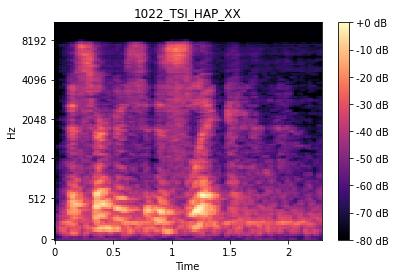 1022_TSI_HAP_XX
+0 dB
8192
-10 dB
-20 dB
4096
-30 dB
Hz
2048
-40 dB
1024
-50 dB
-60 dB
512
-70 dB
0
-80 dB
0 0.5 1 1.5 2
Time